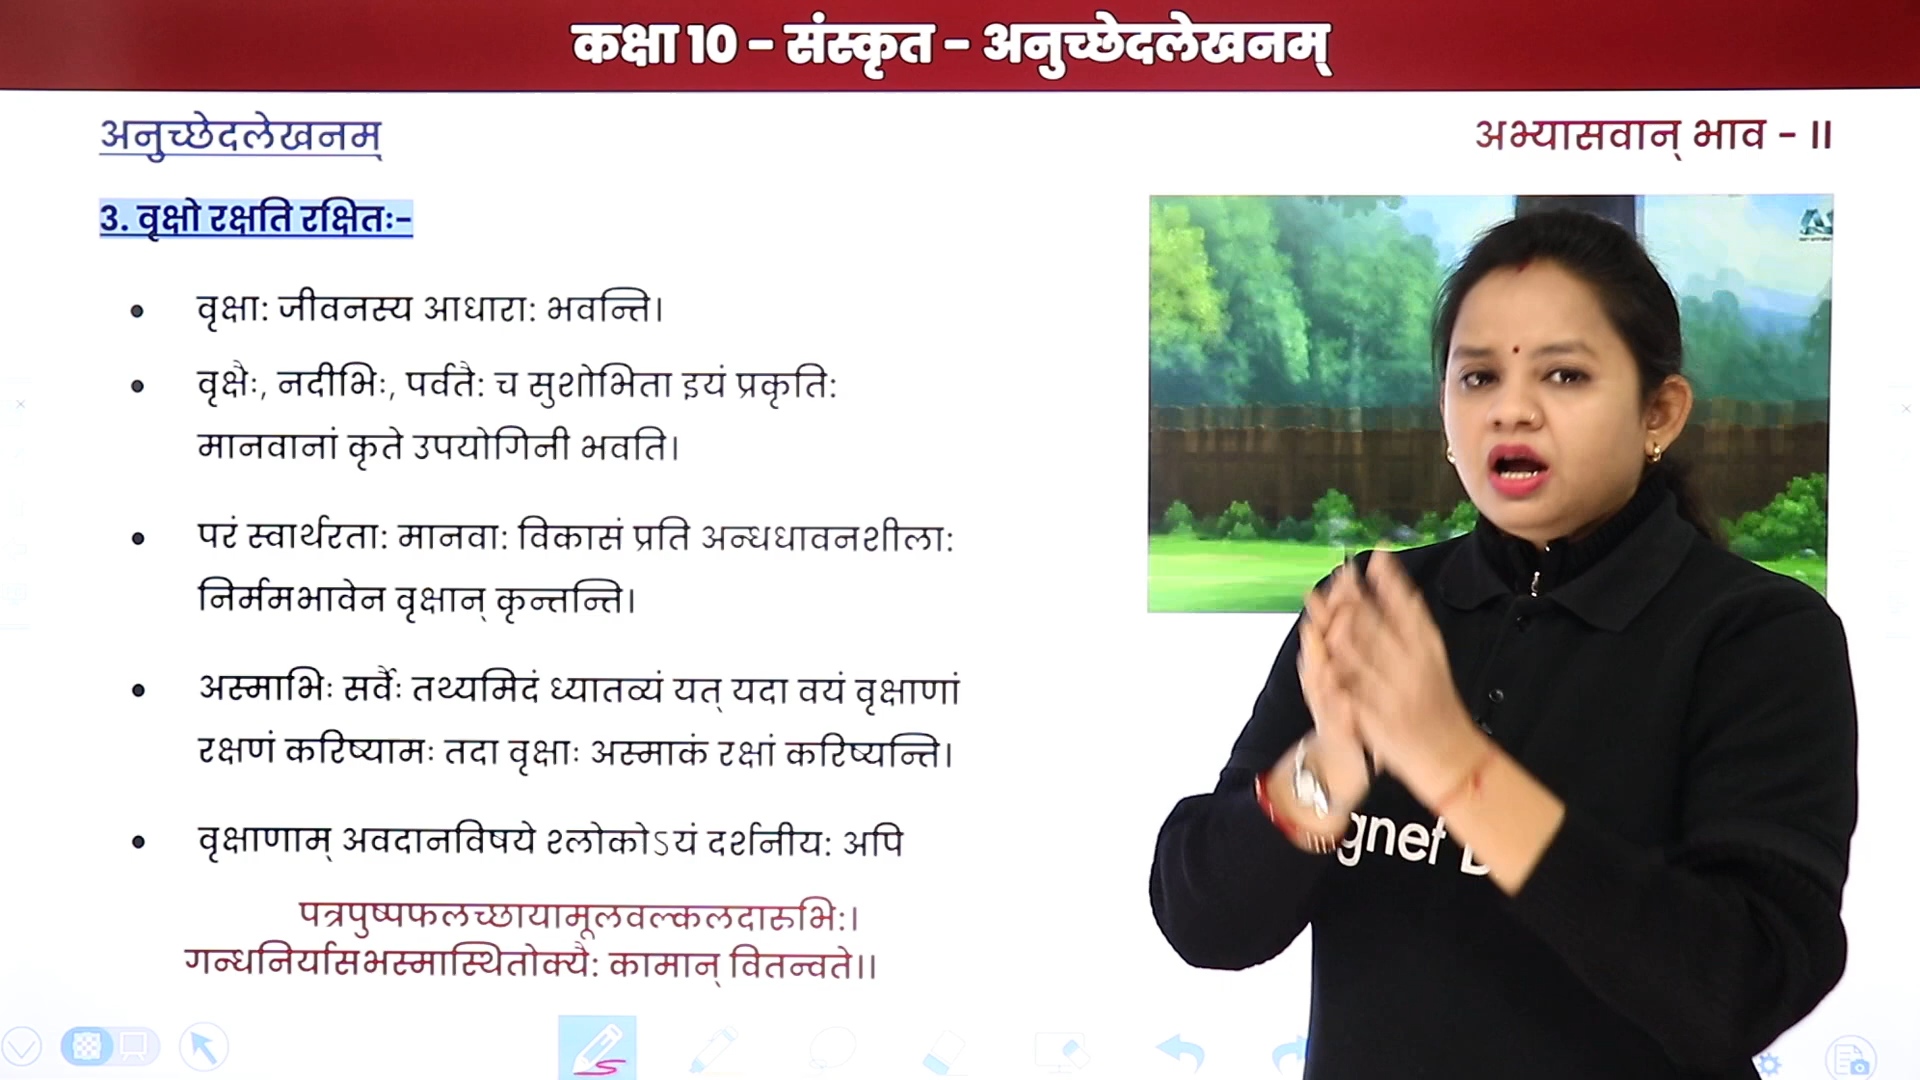 कक्षा 10 - संस्कृत - अनुच्छेदलेखनम्
अनुच्छेदलेखनम्
अभ्यासवान् भाव - II
3. वृक्षो रक्षति रक्षितः-
• वृक्षाः जीवनस्य आधाराः भवन्ति।
• वृक्षैः, नदीभिः, पर्वतैः च सुशोभिता इयं प्रकृतिः
मानवानां कृते उपयोगिनी भवति।
• परं स्वार्थरताः मानवाः विकासं प्रति अन्धधावनशीलाः
निर्ममभावेन वृक्षान् कृन्तन्ति।
• अस्माभिः सर्वैः तथ्यमिदं ध्यातव्यं यत् यदा वयं वृक्षाणां
रक्षणं करिष्यामः तदा वृक्षाः अस्माकं रक्षां करिष्यन्ति।
• वृक्षाणाम् अवदानविषये श्लोकोऽयं दर्शनीयः अपि
पत्रपुष्पफलच्छायामूलवल्कलदारुभिः।
गन्धनिर्यासभस्मास्थितोक्यैः कामान् वितन्वते।।